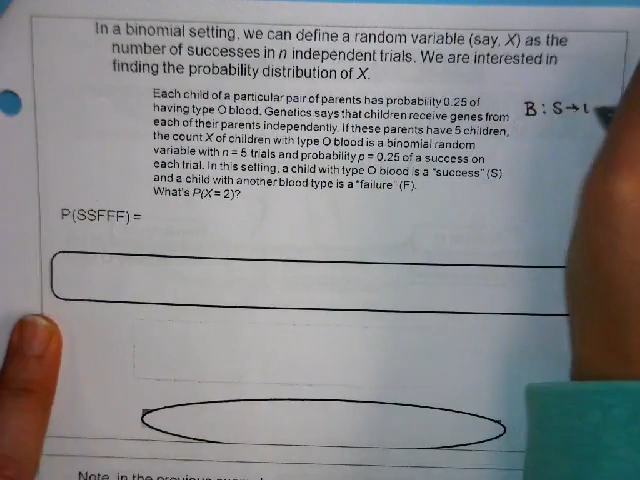 In a binomial setting, we can define a random variable (say, X) as the
number of successes in n independent trials. We are interested in
finding the probability distribution of X.
Each child of a particular pair of parents has probability 0.25 of
having type O blood. Genetics says that children receive genes from
each of their parents independently. If these parents have 5 children,
the count X of children with type O blood is a binomial random
variable with n = 5 trials and probability p = 0.25 of a success on
each trial. In this setting, a child with type O blood is a "success" (S)
and a child with another blood type is a "failure" (F).
What's P(X = 2)?
B : S →
P(SSFFF) =
Note, in the previous